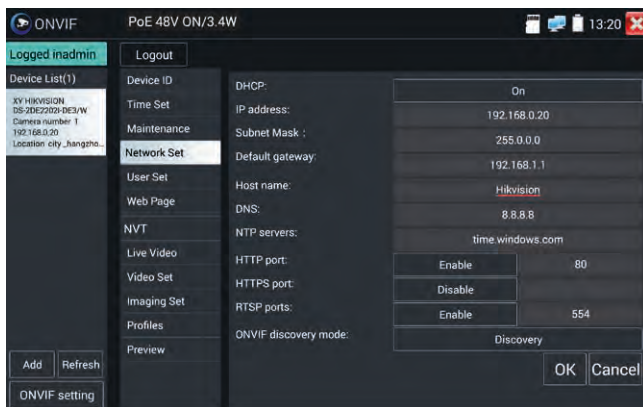 ONVIF
PoE 48V ON/3.4W
13:20
Logged inadmin
Logout
Device List(1)
XY HIKVISION
DS-2DE2202I-DE3/W
Camera number 1
192.168.0.20
Location city_hangzho...
Add
Refresh
ONVIF setting
Device ID
Time Set
Maintenance
Network Set
User Set
Web Page
NVT
Live Video
Video Set
Imaging Set
Profiles
Preview
DHCP: On
IP address: 192.168.0.20
Subnet Mask : 255.0.0.0
Default gateway: 192.168.1.1
Host name: Hikvision
DNS: 8.8.8.8
NTP servers: time.windows.com
HTTP port: Enable 80
HTTPS port: Disable
RTSP ports: Enable 554
ONVIF discovery mode: Discovery
OK Cancel